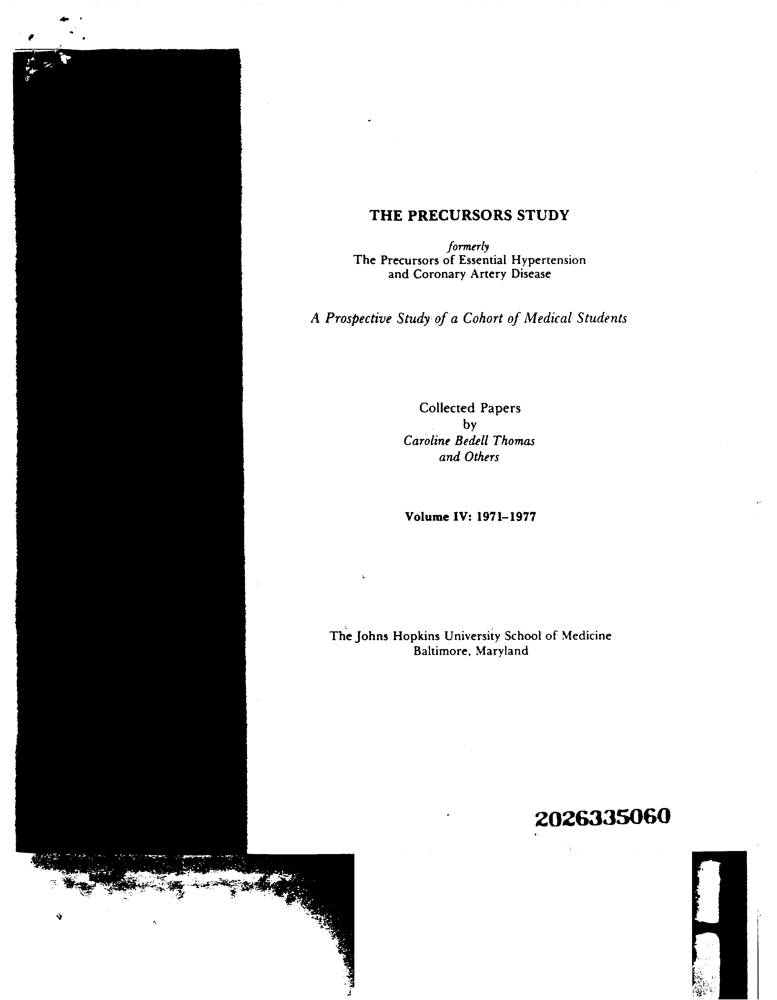 THE PRECURSORS STUDY
formerly
The Precursors of Essential Hypertension
and Coronary Artery Disease
A Prospective Study of a Cohort of Medical Students
Collected Papers
by
Caroline Bedell Thomas
and Others
Volume IV: 1971–1977
The Johns Hopkins University School of Medicine
Baltimore, Maryland
2026335060